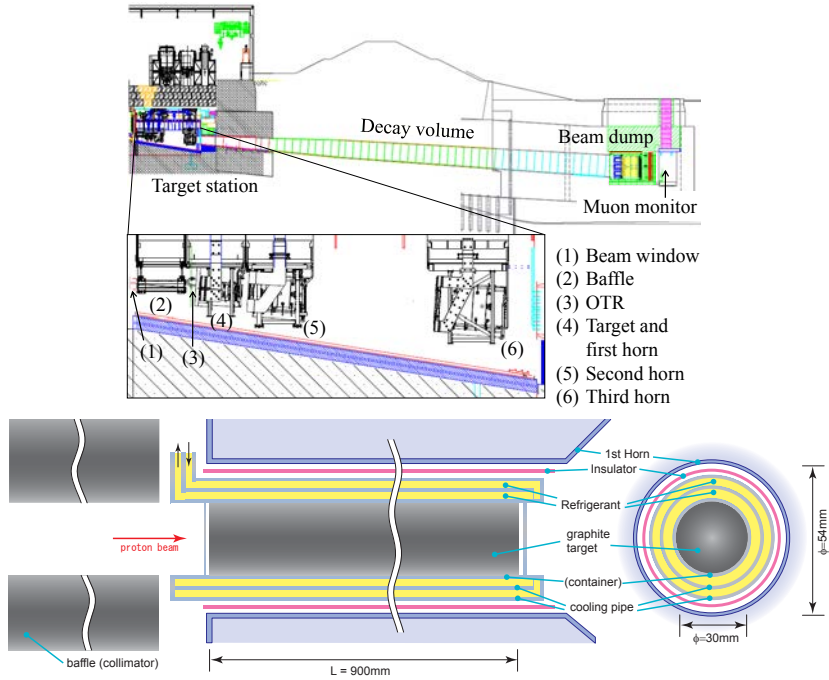 Decay volume
Beam dump
Target station
Muon monitor
(1) Beam window
(2) Baffle
(3) OTR
(4) Target and
first horn
(5) Second horn
(6) Third horn
(2)
(4)
(5)
(1)
(3)
(6)
1st Horn
Insulator
Refrigerant
proton beam
graphite
target
(container)
cooling pipe
baffle (collimator)
L = 900mm
ϕ=30mm
ϕ=54mm